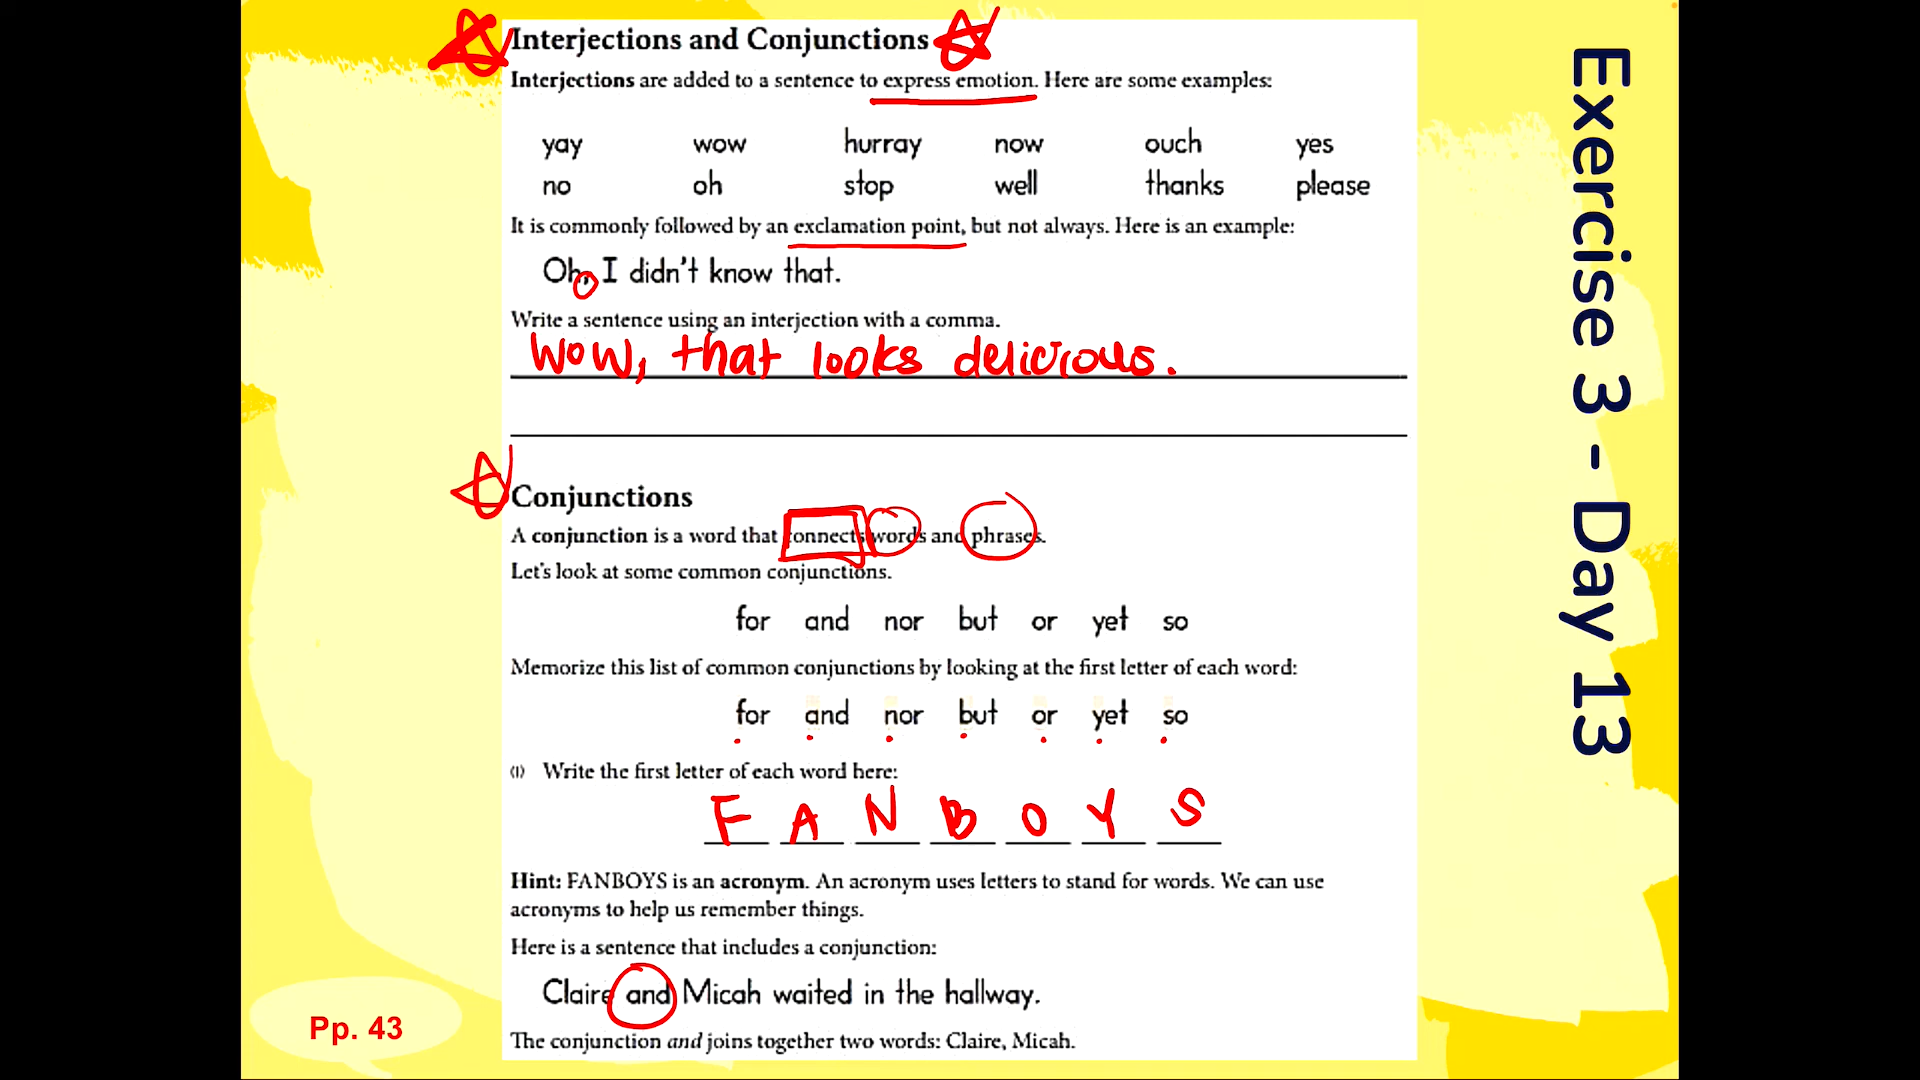 Interjections and Conjunctions
Interjections are added to a sentence to express emotion. Here are some examples:
yay wow hurray now ouch yes
no oh stop well thanks please
It is commonly followed by an exclamation point, but not always. Here is an example:
Oh, I didn't know that.
Write a sentence using an interjection with a comma.
Wow, that looks delicious.
Conjunctions
A conjunction is a word that connects words and phrases.
Let's look at some common conjunctions.
for and nor but or yet so
Memorize this list of common conjunctions by looking at the first letter of each word:
for and nor but or yet so
(1) Write the first letter of each word here:
F A N B O Y S
Hint: FANBOYS is an acronym. An acronym uses letters to stand for words. We can use
acronyms to help us remember things.
Here is a sentence that includes a conjunction:
Claire and Micah waited in the hallway.
The conjunction and joins together two words: Claire, Micah.
Pp. 43
Exercise 3 - Day 13